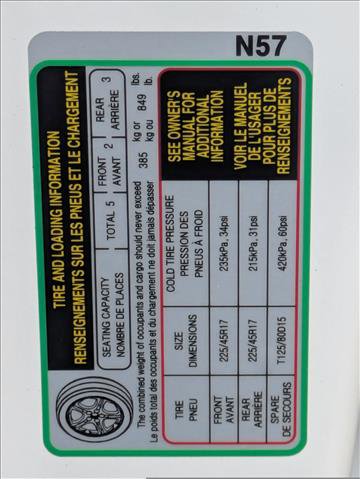 N57
TIRE AND LOADING INFORMATION
RENSEIGNEMENTS SUR LES PNEUS ET LE CHARGEMENT
SEATING CAPACITY
NOMBRE DE PLACES
TOTAL 5
FRONT 2
AVANT
REAR 3
ARRIÈRE
The combined weight of occupants and cargo should never exceed 385 kg or 849 lbs.
Le poids total des occupants et du chargement ne doit jamais dépasser kg ou lb.
TIRE
PNEU
SIZE
DIMENSIONS
COLD TIRE PRESSURE
PRESSION DES
PNEUS À FROID
SEE OWNER'S
MANUAL FOR
ADDITIONAL
INFORMATION
FRONT
AVANT
225/45R17
235kPa, 34psi
REAR
ARRIÈRE
225/45R17
215kPa, 31psi
VOIR LE MANUEL
DE L'USAGER
POUR PLUS DE
RENSEIGNEMENTS
SPARE
DE SECOURS
T125/80D15
420kPa, 60psi